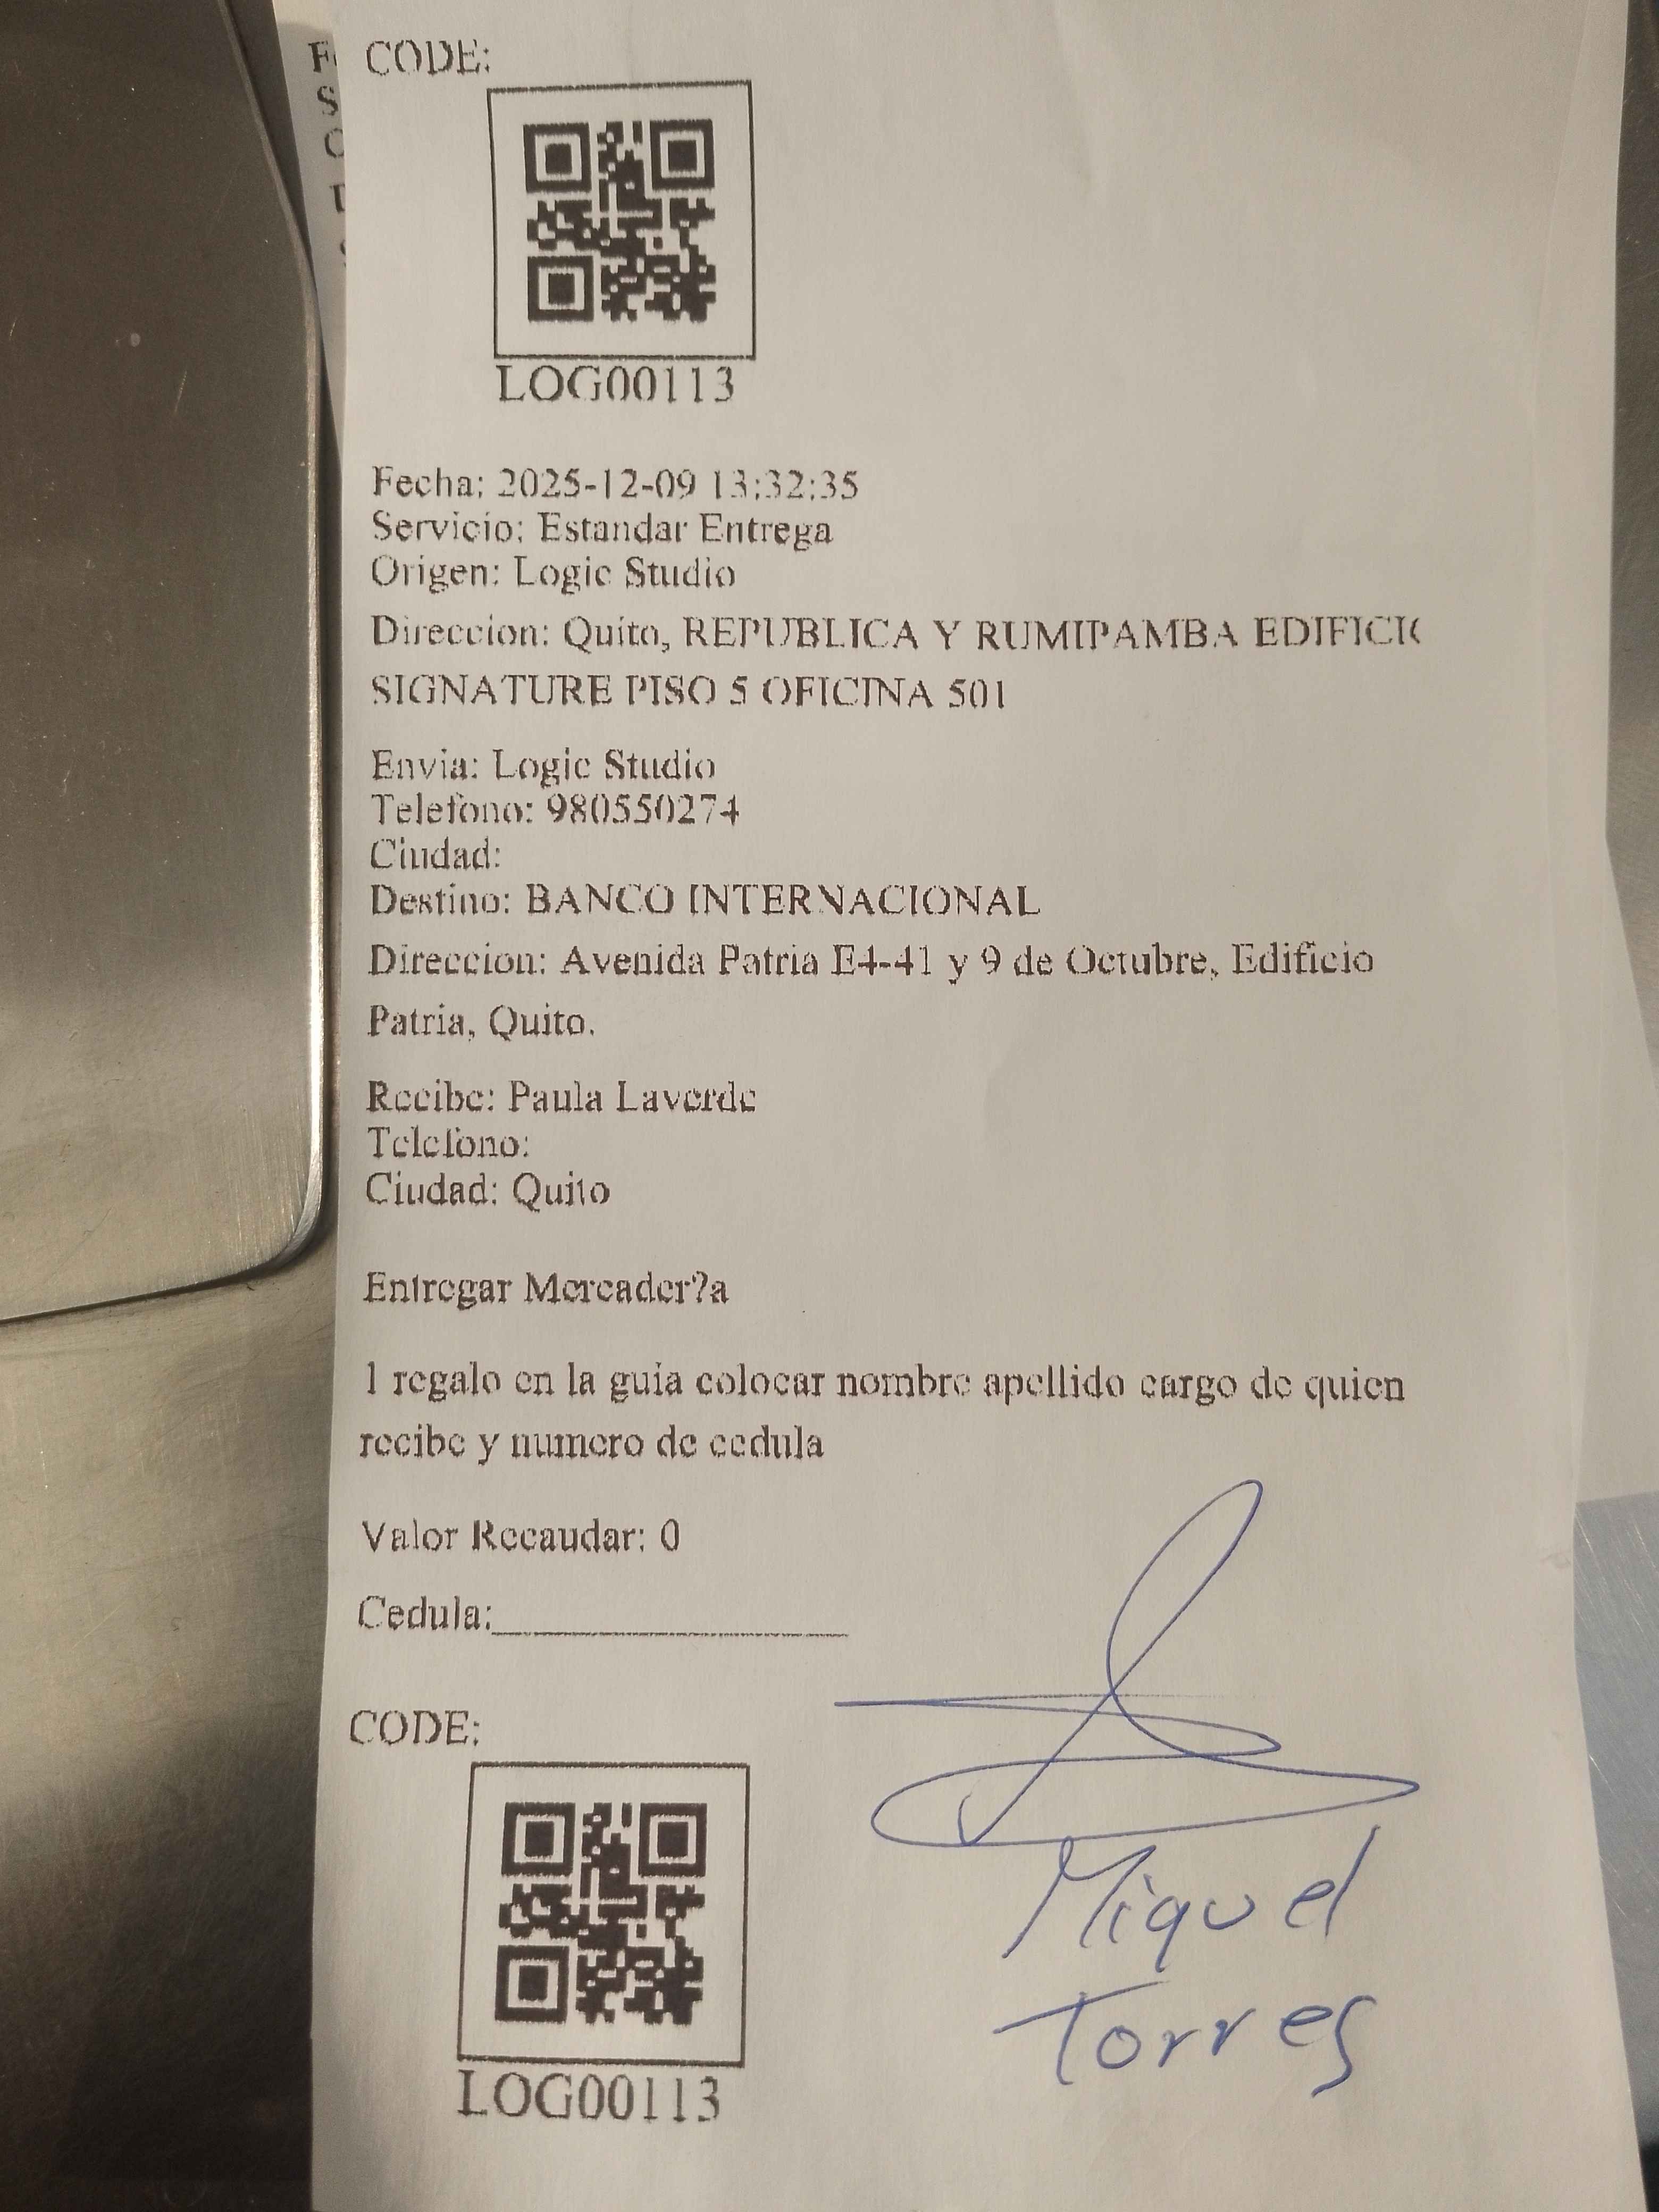 CODE:
LOG00113
Fecha: 2025-12-09 13:32:35
Servicio: Estandar Entrega
Origen: Logic Studio
Direccion: Quito, REPUBLICA Y RUMIPAMBA EDIFICI
SIGNATURE PISO 5 OFICINA 501
Envia: Logic Studio
Telefono: 980550274
Ciudad:
Destino: BANCO INTERNACIONAL
Direccion: Avenida Patria E4-41 y 9 de Octubre, Edificio
Patria, Quito.
Recibe: Paula Laverde
Telefono:
Ciudad: Quito
Entregar Mercader?a
1 regalo en la guia colocar nombre apellido cargo de quien
recibe y numero de cedula
Valor Recaudar: 0
Cedula:
CODE:
LOG00113
Miguel
Torres